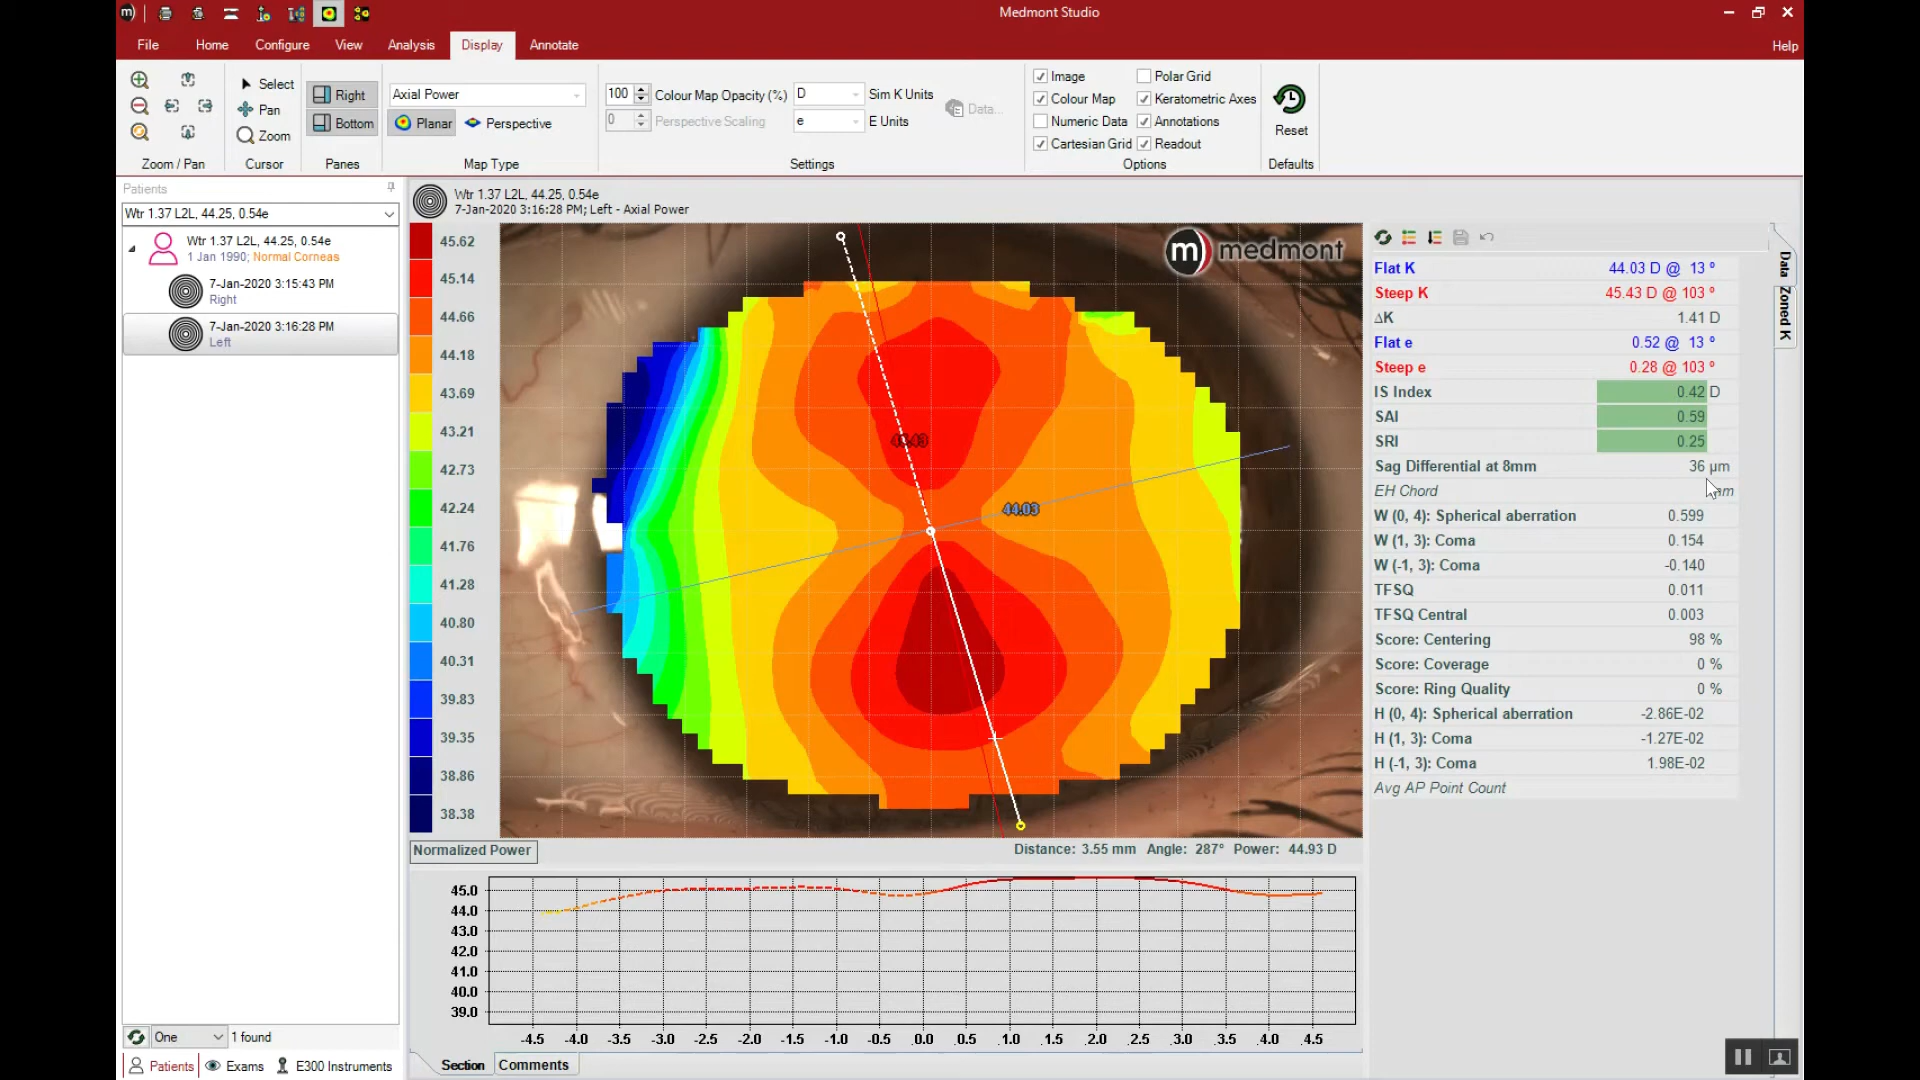 Medmont Studio
File Home Configure View Analysis Display Annotate Help
Select
Pan
Zoom
Right
Bottom
Axial Power
Planar Perspective
100 Colour Map Opacity (%) D Sim K Units
0 Perspective Scaling e E Units
Data...
Image Polar Grid
Colour Map Keratometric Axes
Numeric Data Annotations
Cartesian Grid Readout
Reset
Zoom / Pan Cursor Panes Map Type Settings Options Defaults
Patients
Wtr 1.37 L2L, 44.25, 0.54e
Wtr 1.37 L2L, 44.25, 0.54e
1 Jan 1990; Normal Corneas
7-Jan-2020 3:15:43 PM
Right
7-Jan-2020 3:16:28 PM
Left
One 1 found
Patients Exams E300 Instruments
Wtr 1.37 L2L, 44.25, 0.54e
7-Jan-2020 3:16:28 PM; Left - Axial Power
45.62
45.14
44.66
44.18
43.69
43.21
42.73
42.24
41.76
41.28
40.80
40.31
39.83
39.35
38.86
38.38
m medmont
44.03
Normalized Power
Distance: 3.55 mm Angle: 287° Power: 44.93 D
45.0
44.0
43.0
42.0
41.0
40.0
39.0
-4.5 -4.0 -3.5 -3.0 -2.5 -2.0 -1.5 -1.0 -0.5 0.0 0.5 1.0 1.5 2.0 2.5 3.0 3.5 4.0 4.5
Section Comments
Data
Zoned K
Flat K 44.03 D @ 13 °
Steep K 45.43 D @ 103 °
ΔK 1.41 D
Flat e 0.52 @ 13 °
Steep e 0.28 @ 103 °
IS Index 0.42 D
SAI 0.59
SRI 0.25
Sag Differential at 8mm 36 µm
EH Chord
W (0, 4): Spherical aberration 0.599
W (1, 3): Coma 0.154
W (-1, 3): Coma -0.140
TFSQ 0.011
TFSQ Central 0.003
Score: Centering 98 %
Score: Coverage 0 %
Score: Ring Quality 0 %
H (0, 4): Spherical aberration -2.86E-02
H (1, 3): Coma -1.27E-02
H (-1, 3): Coma 1.98E-02
Avg AP Point Count